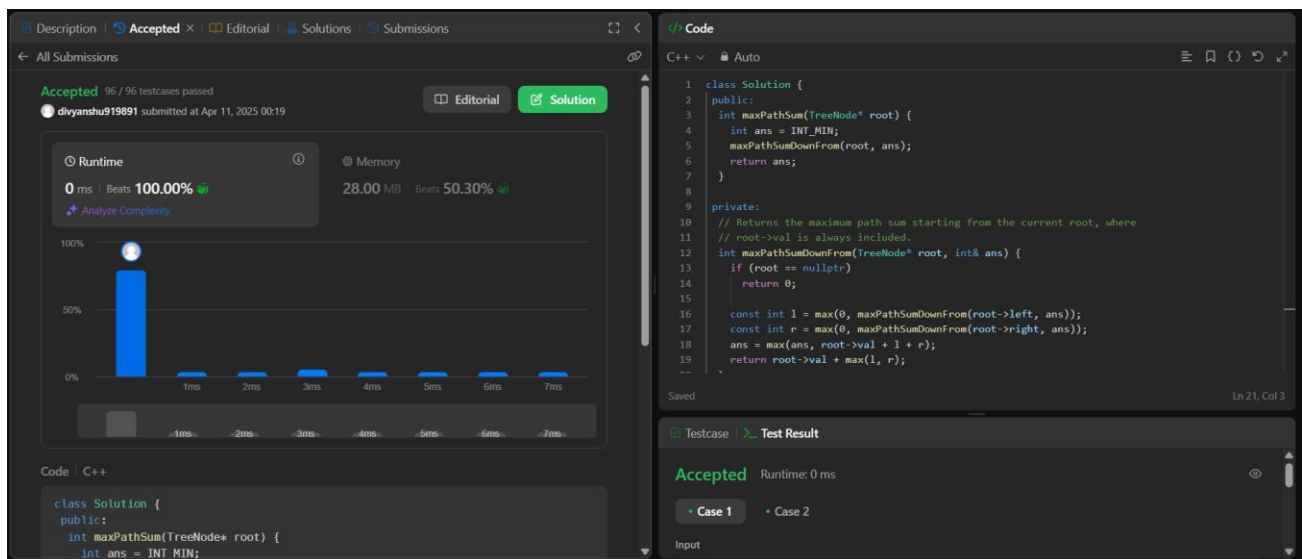 Description | Accepted × | Editorial | Solutions | Submissions
← All Submissions
Accepted 96 / 96 testcases passed
divyanshu919891 submitted at Apr 11, 2025 00:19
Editorial
Solution
Runtime
0 ms | Beats 100.00%
Analyze Complexity
Memory
28.00 MB | Beats 50.30%
100%
50%
0%
1ms 2ms 3ms 4ms 5ms 6ms 7ms
1ms 2ms 3ms 4ms 5ms 6ms 7ms
Code | C++
class Solution {
public:
int maxPathSum(TreeNode* root) {
int ans = INT_MIN;
</> Code
C++ Auto
1 class Solution {
2 public:
3 int maxPathSum(TreeNode* root) {
4 int ans = INT_MIN;
5 maxPathSumDownFrom(root, ans);
6 return ans;
7 }
8
9 private:
10 // Returns the maximum path sum starting from the current root, where
11 // root->val is always included.
12 int maxPathSumDownFrom(TreeNode* root, int& ans) {
13 if (root == nullptr)
14 return 0;
15
16 const int l = max(0, maxPathSumDownFrom(root->left, ans));
17 const int r = max(0, maxPathSumDownFrom(root->right, ans));
18 ans = max(ans, root->val + l + r);
19 return root->val + max(l, r);
Saved
Ln 21, Col 3
Testcase | >_ Test Result
Accepted Runtime: 0 ms
• Case 1 • Case 2
Input